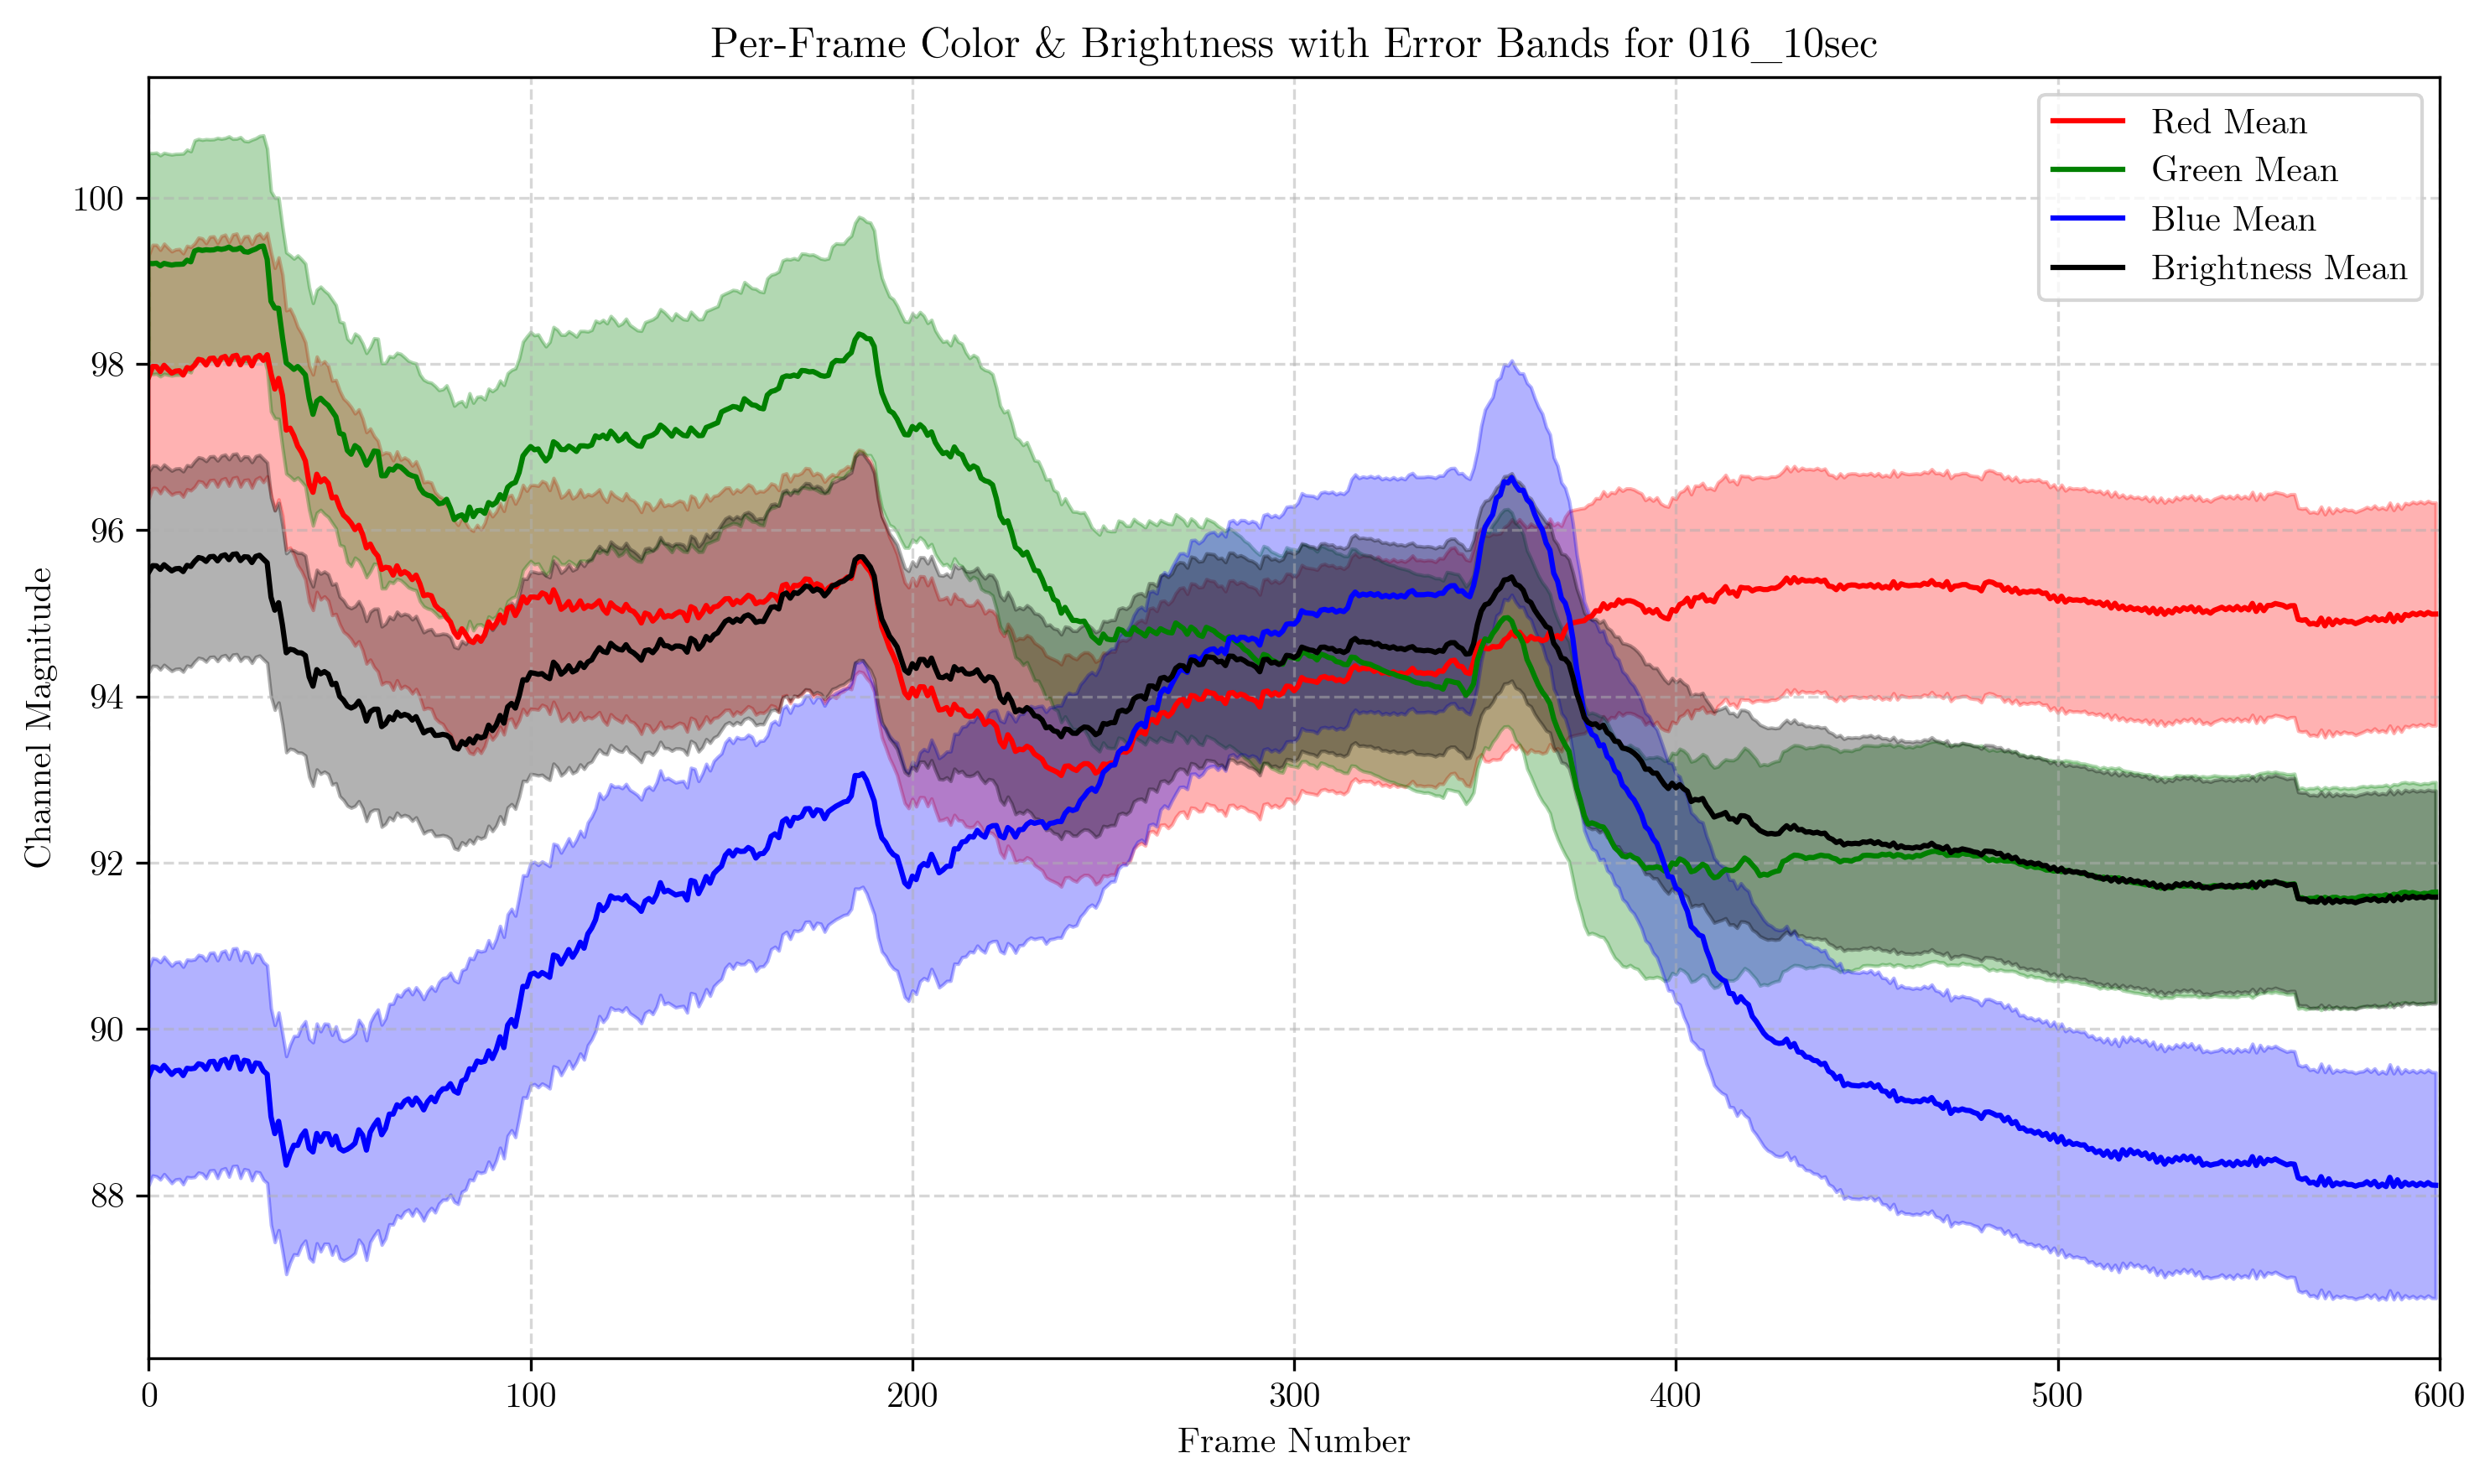 Per-Frame Color & Brightness with Error Bands for 016_10sec
Red Mean
Green Mean
Blue Mean
Brightness Mean
Channel Magnitude
100
98
96
94
92
90
88
0 100 200 300 400 500 600
Frame Number